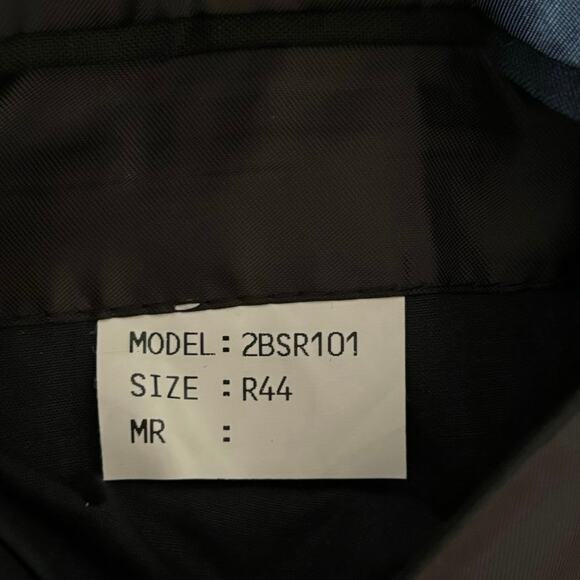 MODEL: 2BSR101
SIZE : R44
MR :